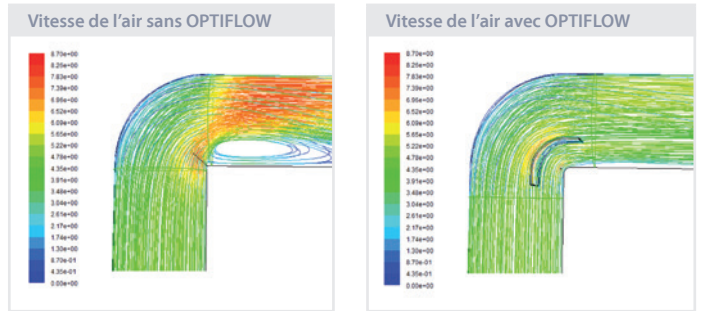 Vitesse de l'air sans OPTIFLOW
8.70e+00
8.25e+00
7.83e+00
7.39e+00
6.96e+00
6.52e+00
6.09e+00
5.65e+00
5.22e+00
4.78e+00
4.35e+00
3.91e+00
3.48e+00
3.04e+00
2.61e+00
2.17e+00
1.74e+00
1.30e+00
8.70e-01
4.35e-01
0.00e+00
Vitesse de l'air avec OPTIFLOW
8.70e+00
8.25e+00
7.83e+00
7.39e+00
6.96e+00
6.52e+00
6.09e+00
5.65e+00
5.22e+00
4.78e+00
4.35e+00
3.91e+00
3.48e+00
3.04e+00
2.61e+00
2.17e+00
1.74e+00
1.30e+00
8.70e-01
4.35e-01
0.00e+00